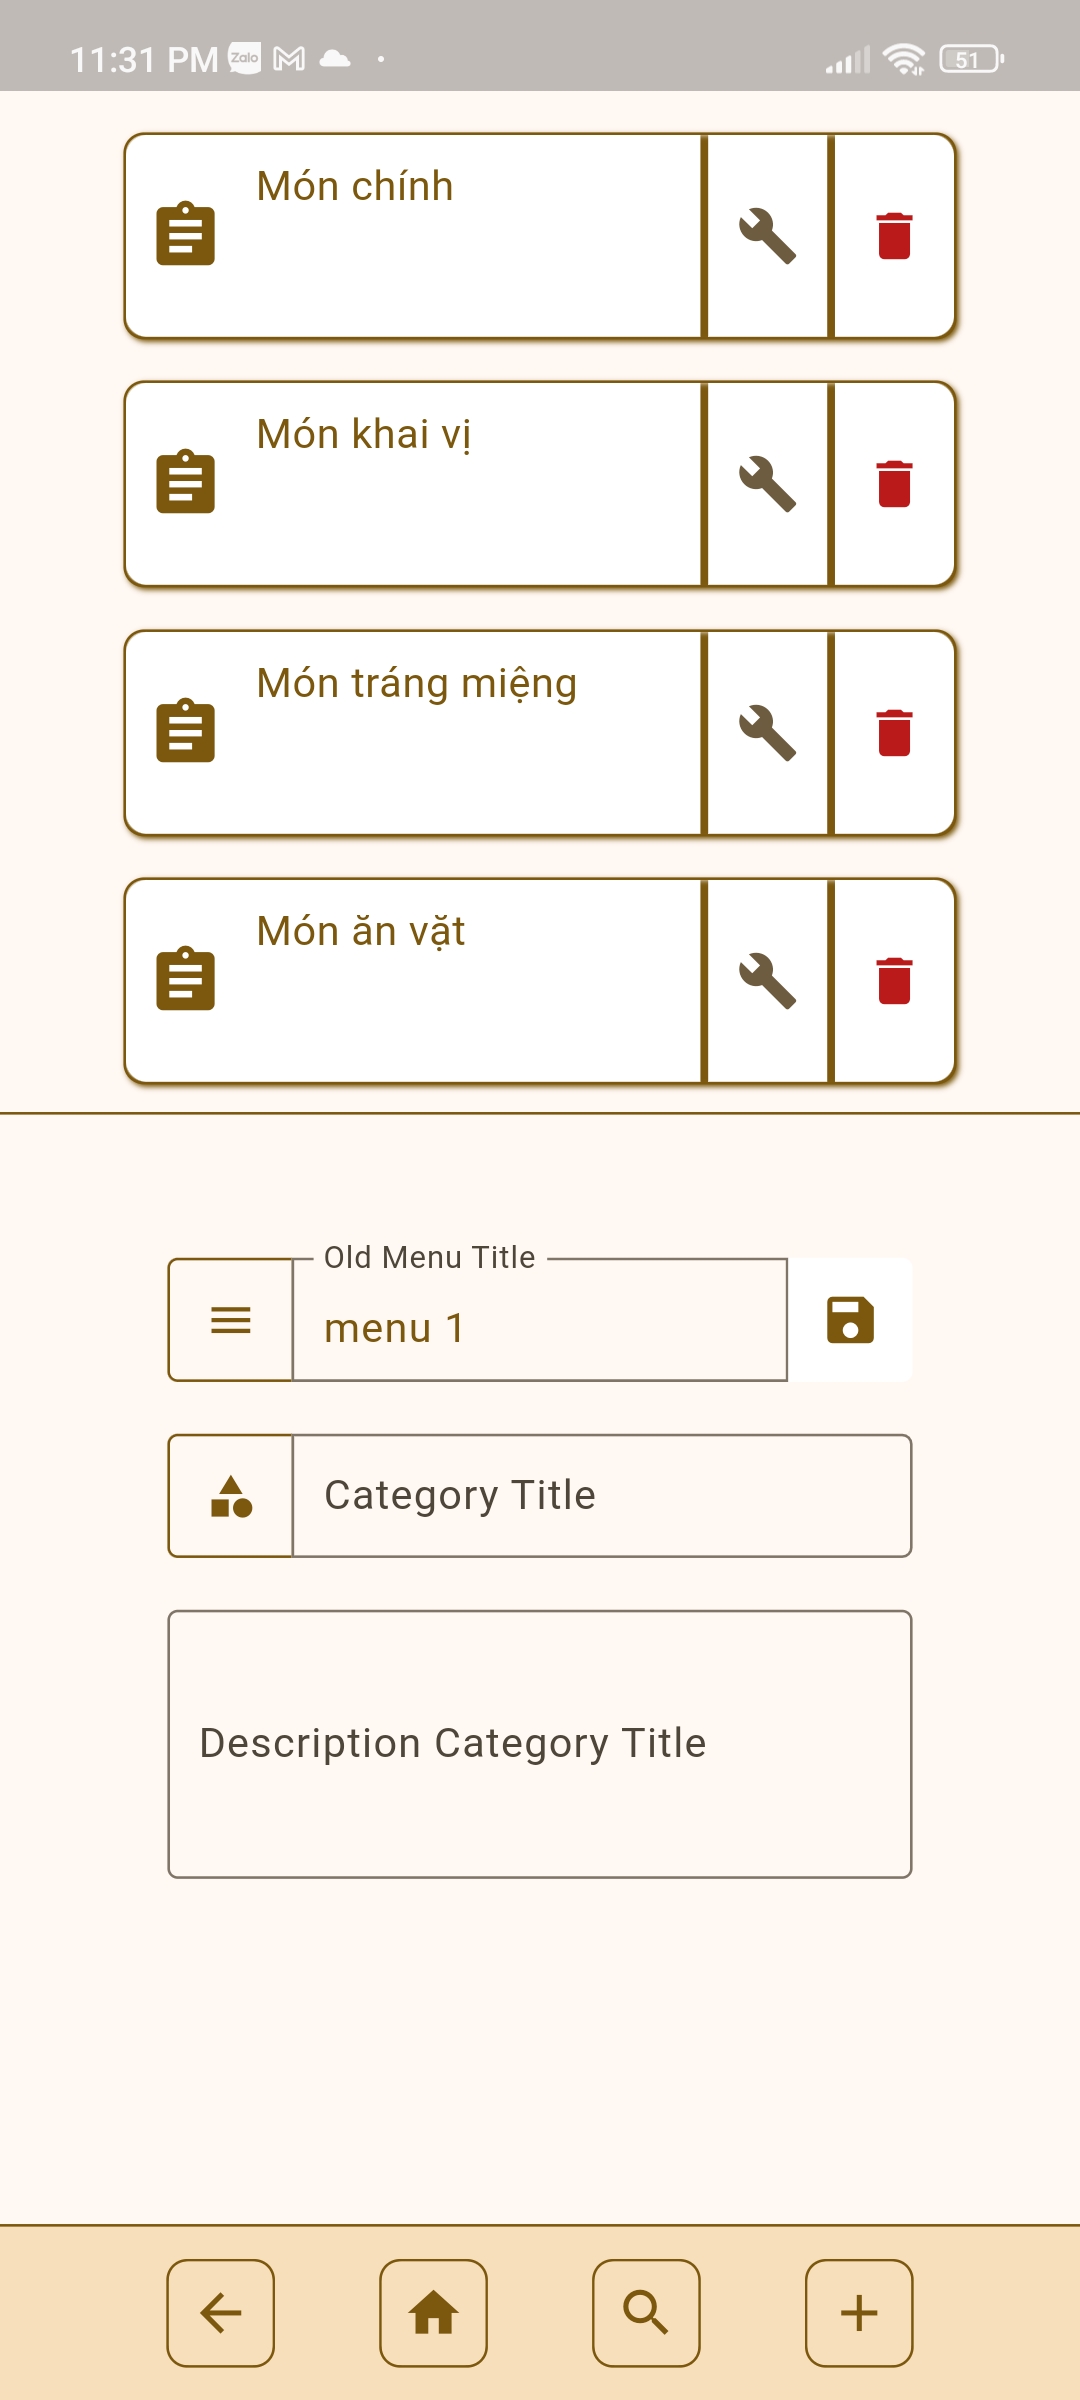 11:31 PM Zalo 51
Món chính
Món khai vị
Món tráng miệng
Món ăn vặt
Old Menu Title
menu 1
Category Title
Description Category Title